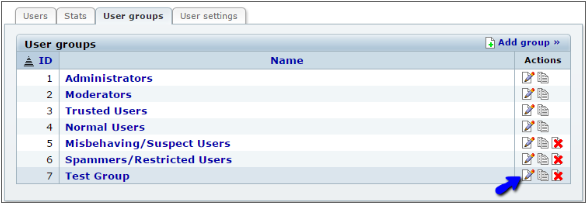 Users Stats User groups User settings
User groups Add group »
ID Name Actions
1 Administrators
2 Moderators
3 Trusted Users
4 Normal Users
5 Misbehaving/Suspect Users
6 Spammers/Restricted Users
7 Test Group